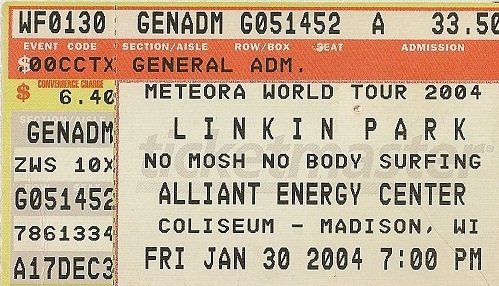 WF0130 GENADM G051452 A 33.50
EVENT CODE SECTION/AISLE ROW/BOX SEAT ADMISSION
$ .00CCTX GENERAL ADM.
CONVENIENCE CHARGE
$ 6.40
METEORA WORLD TOUR 2004
SECTION/AISLE
GENADM
LINKIN PARK
ticketmaster
ZWS 10X
NO MOSH NO BODY SURFING
G051452
ALLIANT ENERGY CENTER
7861334
COLISEUM - MADISON, WI
A17DEC3
FRI JAN 30 2004 7:00 PM